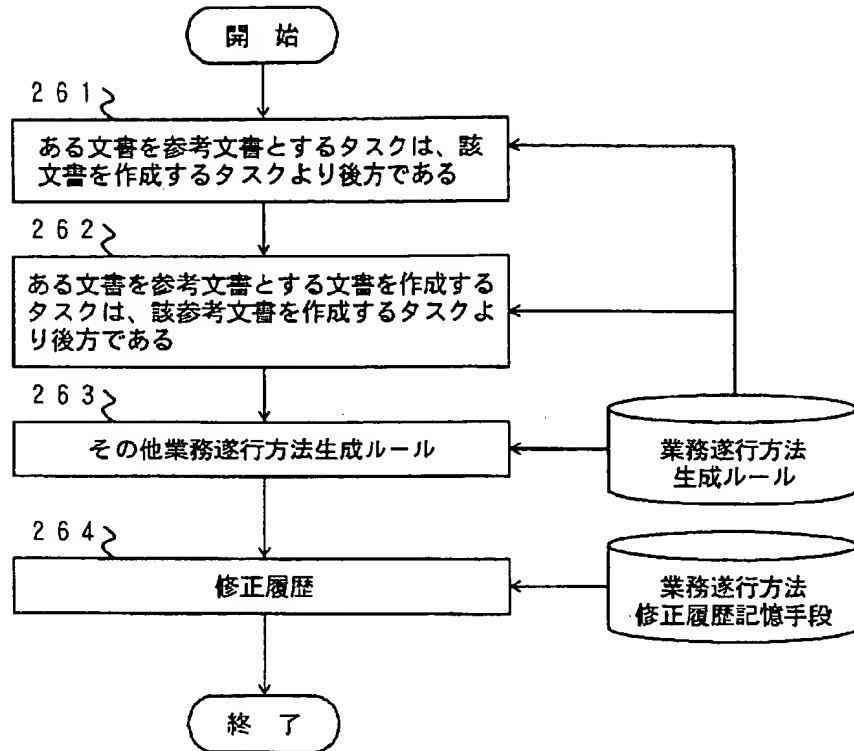 開 始
261
ある文書を参考文書とするタスクは、該
文書を作成するタスクより後方である
262
ある文書を参考文書とする文書を作成する
タスクは、該参考文書を作成するタスクよ
り後方である
263
その他業務遂行方法生成ルール
業務遂行方法
生成ルール
264
修正履歴
業務遂行方法
修正履歴記憶手段
終 了